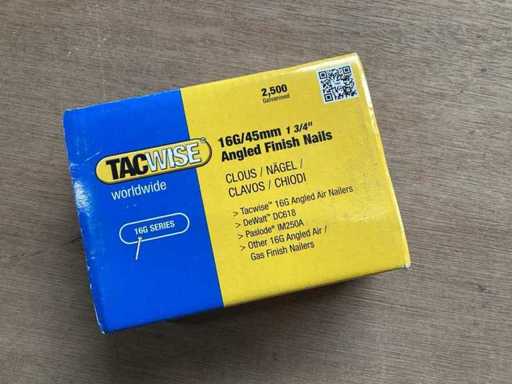 2,500
Galvanised
16G/45mm 1 3/4"
Angled Finish Nails
TACWISE
worldwide
16G SERIES
CLOUS / NÄGEL /
CLAVOS / CHIODI
> Tacwise™ 16G Angled Air Nailers
> DeWalt™ DC618
> Paslode® IM250A
> Other 16G Angled Air /
Gas Finish Nailers